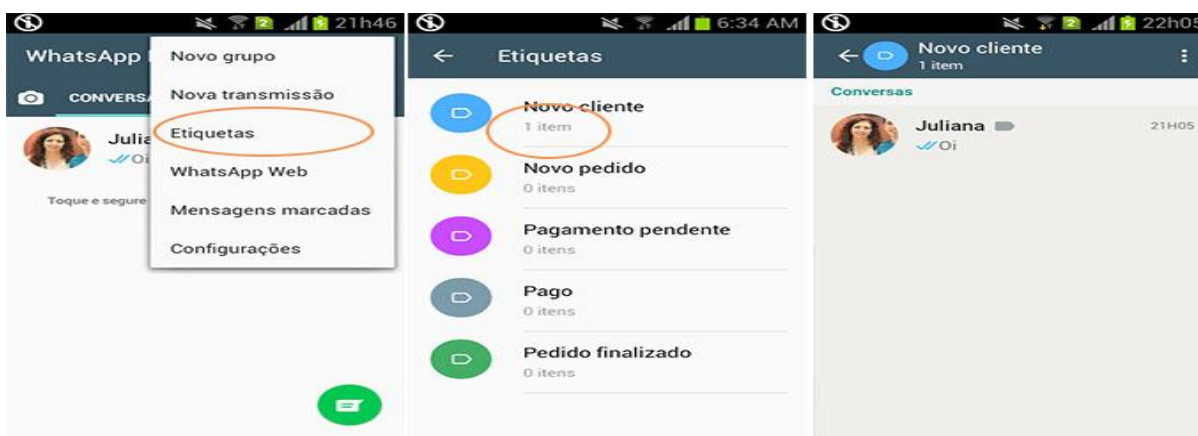 21h46
WhatsApp
Novo grupo
Nova transmissão
CONVERS
Etiquetas
Julia
Oi
WhatsApp Web
Toque e segure
Mensagens marcadas
Configurações
6:34 AM
Etiquetas
Novo cliente
1 item
Novo pedido
0 itens
Pagamento pendente
0 itens
Pago
0 itens
Pedido finalizado
0 itens
2 22h05
Novo cliente
1 item
Conversas
Juliana 21H05
Oi